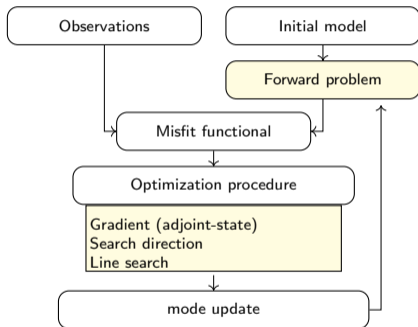 Observations
Initial model
Forward problem
Misfit functional
Optimization procedure
Gradient (adjoint-state)
Search direction
Line search
mode update